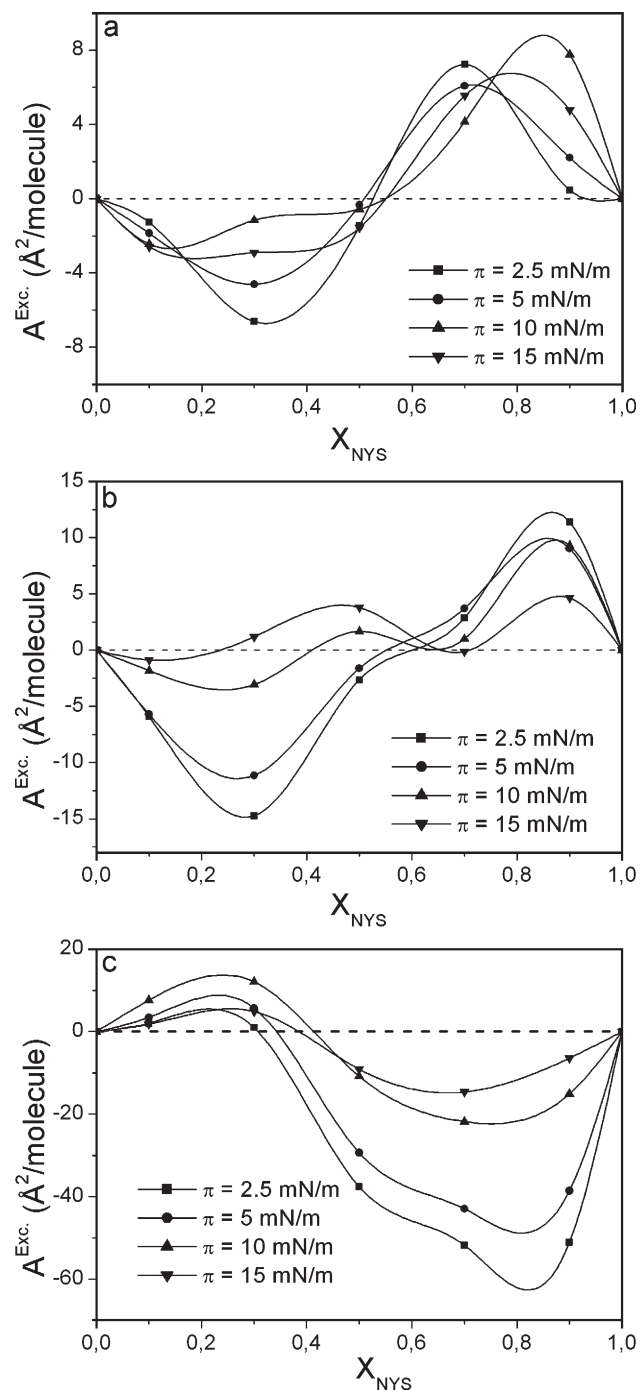 a
8
4
0
-4
-8
A^Exc. (Å²/molecule)
π = 2.5 mN/m
π = 5 mN/m
π = 10 mN/m
π = 15 mN/m
0,0 0,2 0,4 0,6 0,8 1,0
X_NYS
b
15
10
5
0
-5
-10
-15
A^Exc. (Å²/molecule)
π = 2.5 mN/m
π = 5 mN/m
π = 10 mN/m
π = 15 mN/m
0,0 0,2 0,4 0,6 0,8 1,0
X_NYS
c
20
0
-20
-40
-60
A^Exc. (Å²/molecule)
π = 2.5 mN/m
π = 5 mN/m
π = 10 mN/m
π = 15 mN/m
0,0 0,2 0,4 0,6 0,8 1,0
X_NYS